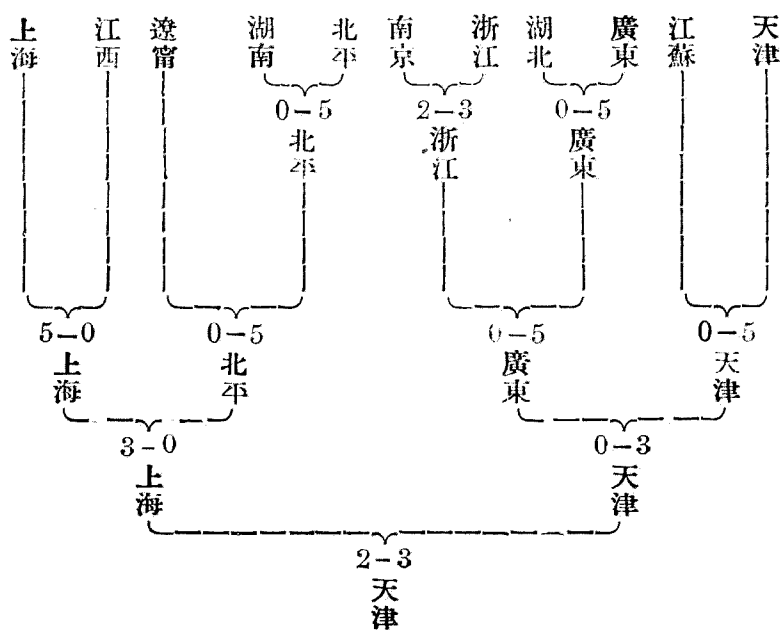 上海 江西 遼甯 湖南 北平 南京 浙江 湖北 廣東 江蘇 天津
0–5 2–3 0–5
北平 浙江 廣東
5–0 0–5 0–5 0–5
上海 北平 廣東 天津
3–0 0–3
上海 天津
2–3
天津